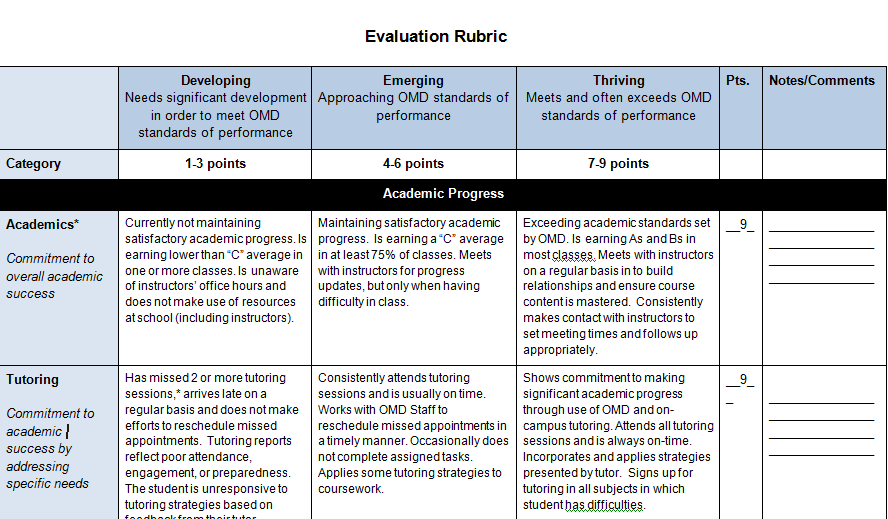 Evaluation Rubric
Developing
Needs significant development
in order to meet OMD
standards of performance
Emerging
Approaching OMD standards of
performance
Thriving
Meets and often exceeds OMD
standards of performance
Pts.
Notes/Comments
Category
1-3 points
4-6 points
7-9 points
Academic Progress
Academics*
Commitment to
overall academic
success
Currently not maintaining
satisfactory academic progress. Is
earning lower than “C” average in
one or more classes. Is unaware
of instructors’ office hours and
does not make use of resources
at school (including instructors).
Maintaining satisfactory academic
progress. Is earning a “C” average
in at least 75% of classes. Meets
with instructors for progress
updates, but only when having
difficulty in class.
Exceeding academic standards set
by OMD. Is earning As and Bs in
most classes. Meets with instructors
on a regular basis in to build
relationships and ensure course
content is mastered. Consistently
makes contact with instructors to
set meeting times and follows up
appropriately.
__9_
Tutoring
Commitment to
academic
success by
addressing
specific needs
Has missed 2 or more tutoring
sessions,* arrives late on a
regular basis and does not make
efforts to reschedule missed
appointments. Tutoring reports
reflect poor attendance,
engagement, or preparedness.
The student is unresponsive to
tutoring strategies based on
feedback from their tutor.
Consistently attends tutoring
sessions and is usually on time.
Works with OMD Staff to
reschedule missed appointments in
a timely manner. Occasionally does
not complete assigned tasks.
Applies some tutoring strategies to
coursework.
Shows commitment to making
significant academic progress
through use of OMD and on-
campus tutoring. Attends all tutoring
sessions and is always on-time.
Incorporates and applies strategies
presented by tutor. Signs up for
tutoring in all subjects in which
student has difficulties.
__9_
_